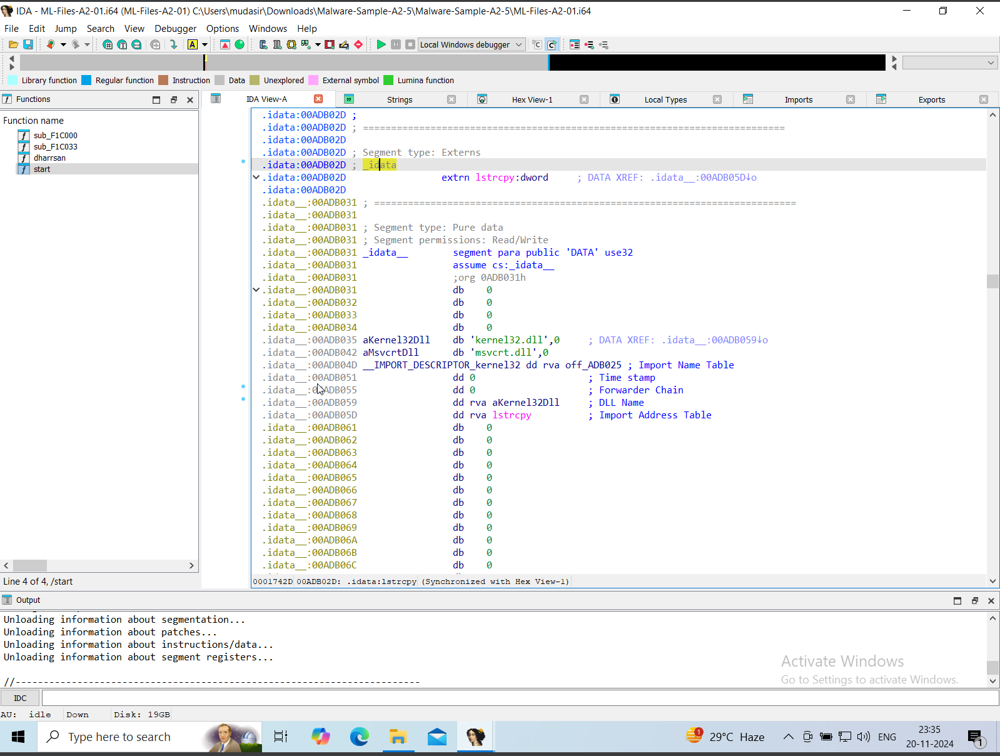 IDA - ML-Files-A2-01.i64 (ML-Files-A2-01) C:\Users\mudasir\Downloads\Malware-Sample-A2-5\Malware-Sample-A2-5\ML-Files-A2-01.i64
File Edit Jump Search View Debugger Options Windows Help
Local Windows debugger
Library function Regular function Instruction Data Unexplored External symbol Lumina function
Functions
IDA View-A Strings Hex View-1 Local Types Imports Exports
Function name
sub_F1C000
sub_F1C033
dharrsan
start
Line 4 of 4, /start
.idata:00ADB02D ;
.idata:00ADB02D ; ===========================================================================
.idata:00ADB02D
.idata:00ADB02D ; Segment type: Externs
.idata:00ADB02D ; _idata
.idata:00ADB02D extrn lstrcpy:dword ; DATA XREF: .idata__:00ADB05D↓o
.idata:00ADB02D
.idata__:00ADB031 ; ===========================================================================
.idata__:00ADB031
.idata__:00ADB031 ; Segment type: Pure data
.idata__:00ADB031 ; Segment permissions: Read/Write
.idata__:00ADB031 _idata__ segment para public 'DATA' use32
.idata__:00ADB031 assume cs:_idata__
.idata__:00ADB031 ;org 0ADB031h
.idata__:00ADB031 db 0
.idata__:00ADB032 db 0
.idata__:00ADB033 db 0
.idata__:00ADB034 db 0
.idata__:00ADB035 aKernel32Dll db 'kernel32.dll',0 ; DATA XREF: .idata__:00ADB059↓o
.idata__:00ADB042 aMsvcrtDll db 'msvcrt.dll',0
.idata__:00ADB04D __IMPORT_DESCRIPTOR_kernel32 dd rva off_ADB025 ; Import Name Table
.idata__:00ADB051 dd 0 ; Time stamp
.idata__:00ADB055 dd 0 ; Forwarder Chain
.idata__:00ADB059 dd rva aKernel32Dll ; DLL Name
.idata__:00ADB05D dd rva lstrcpy ; Import Address Table
.idata__:00ADB061 db 0
.idata__:00ADB062 db 0
.idata__:00ADB063 db 0
.idata__:00ADB064 db 0
.idata__:00ADB065 db 0
.idata__:00ADB066 db 0
.idata__:00ADB067 db 0
.idata__:00ADB068 db 0
.idata__:00ADB069 db 0
.idata__:00ADB06A db 0
.idata__:00ADB06B db 0
.idata__:00ADB06C db 0
0001742D 00ADB02D: .idata:lstrcpy (Synchronized with Hex View-1)
Output
Unloading information about segmentation...
Unloading information about patches...
Unloading information about instructions/data...
Unloading information about segment registers...
//------------------------------------------------------------------------
Activate Windows
Go to Settings to activate Windows.
IDC
AU: idle Down Disk: 19GB
Type here to search
1
29°C Haze
ENG
23:35
20-11-2024
1